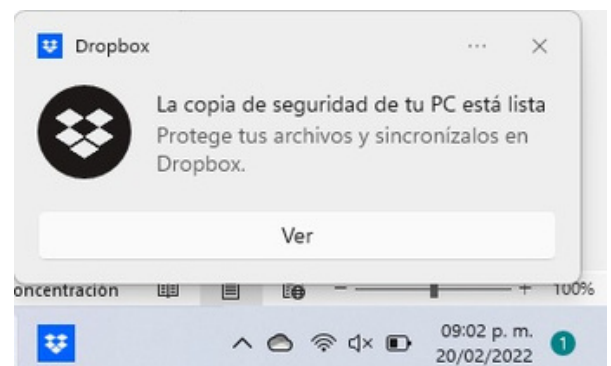 Dropbox
La copia de seguridad de tu PC está lista
Protege tus archivos y sincronízalos en
Dropbox.
Ver
oncentración
100%
09:02 p. m.
20/02/2022
1